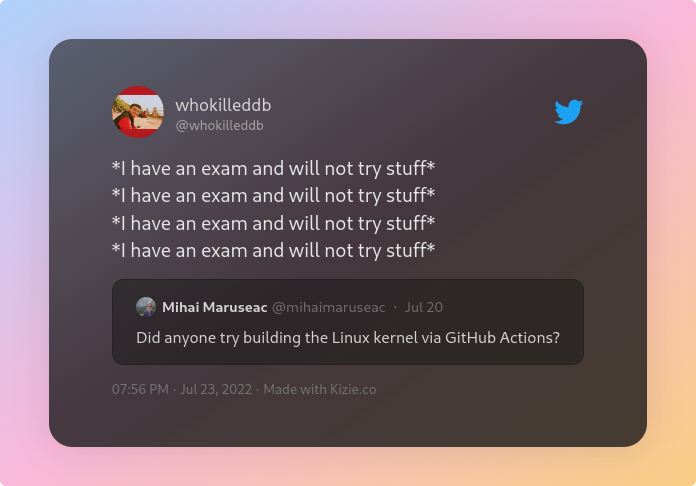 whokilleddb
@whokilleddb
*I have an exam and will not try stuff*
*I have an exam and will not try stuff*
*I have an exam and will not try stuff*
*I have an exam and will not try stuff*
Mihai Maruseac @mihaimaruseac · Jul 20
Did anyone try building the Linux kernel via GitHub Actions?
07:56 PM · Jul 23, 2022 · Made with Kizie.co